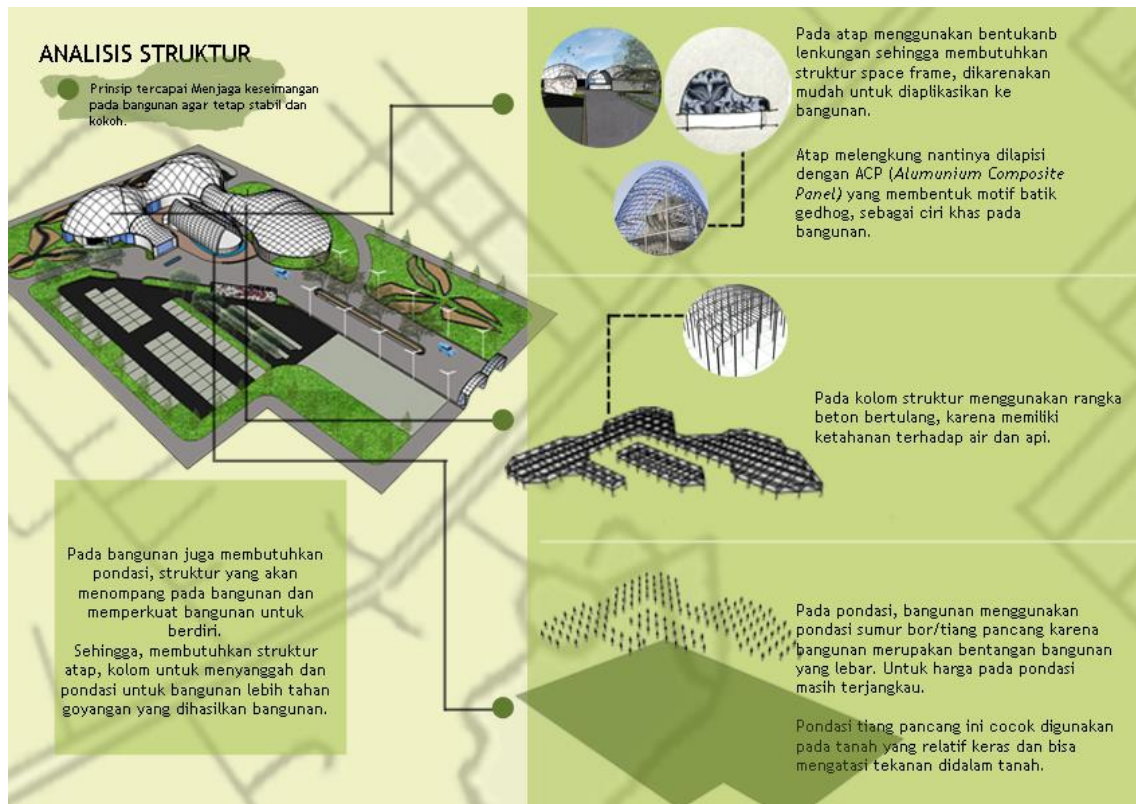 ANALISIS STRUKTUR
Prinsip tercapai Menjaga keseimangan
pada bangunan agar tetap stabil dan
kokoh.
Pada bangunan juga membutuhkan
pondasi, struktur yang akan
menompang pada bangunan dan
memperkuat bangunan untuk
berdiri.
Sehingga, membutuhkan struktur
atap, kolom untuk menyanggah dan
pondasi untuk bangunan lebih tahan
goyangan yang dihasilkan bangunan.
Pada atap menggunakan bentukanb
lenkungan sehingga membutuhkan
struktur space frame, dikarenakan
mudah untuk diaplikasikan ke
bangunan.
Atap melengkung nantinya dilapisi
dengan ACP (Alumunium Composite
Panel) yang membentuk motif batik
gedhog, sebagai ciri khas pada
bangunan.
Pada kolom struktur menggunakan rangka
beton bertulang, karena memiliki
ketahanan terhadap air dan api.
Pada pondasi, bangunan menggunakan
pondasi sumur bor/tiang pancang karena
bangunan merupakan bentangan bangunan
yang lebar. Untuk harga pada pondasi
masih terjangkau.
Pondasi tiang pancang ini cocok digunakan
pada tanah yang relatif keras dan bisa
mengatasi tekanan didalam tanah.